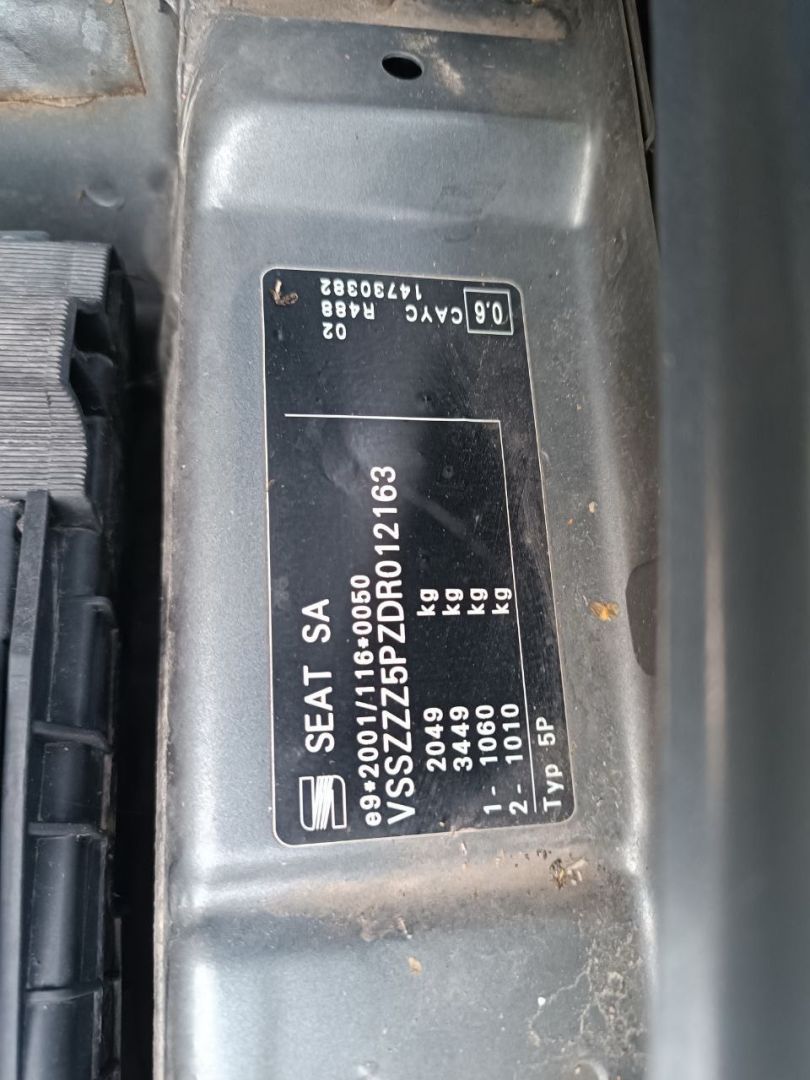 SEAT SA
e9*2001/116*0050
VSSZZZ5PZDR012163
2049 kg
3449 kg
1- 1060 kg
2- 1010 kg
Typ 5P
14730382
02 R488 CAYC 0.6